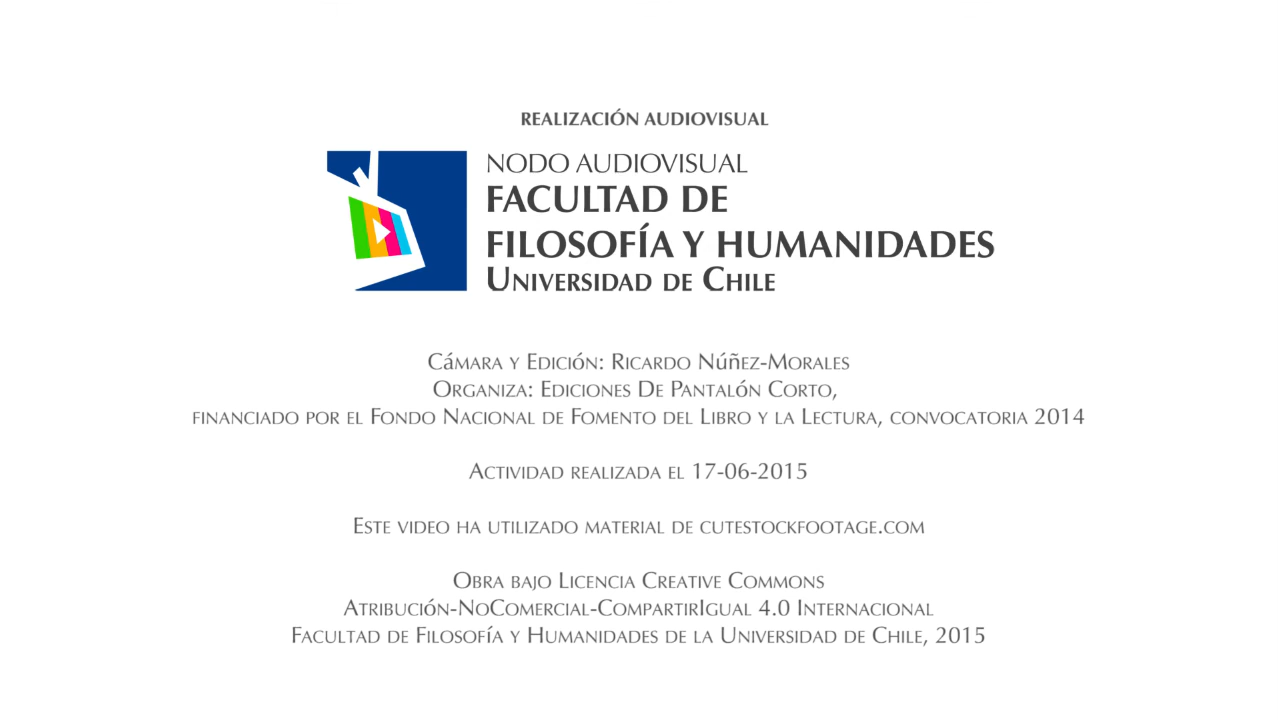 REALIZACIÓN AUDIOVISUAL
NODO AUDIOVISUAL
FACULTAD DE
FILOSOFÍA Y HUMANIDADES
UNIVERSIDAD DE CHILE
CÁMARA Y EDICIÓN: RICARDO NÚÑEZ-MORALES
ORGANIZA: EDICIONES DE PANTALÓN CORTO,
FINANCIADO POR EL FONDO NACIONAL DE FOMENTO DEL LIBRO Y LA LECTURA, CONVOCATORIA 2014
ACTIVIDAD REALIZADA EL 17-06-2015
ESTE VIDEO HA UTILIZADO MATERIAL DE CUTESTOCKFOOTAGE.COM
OBRA BAJO LICENCIA CREATIVE COMMONS
ATRIBUCIÓN-NOCOMERCIAL-COMPARTIRIGUAL 4.0 INTERNACIONAL
FACULTAD DE FILOSOFÍA Y HUMANIDADES DE LA UNIVERSIDAD DE CHILE, 2015